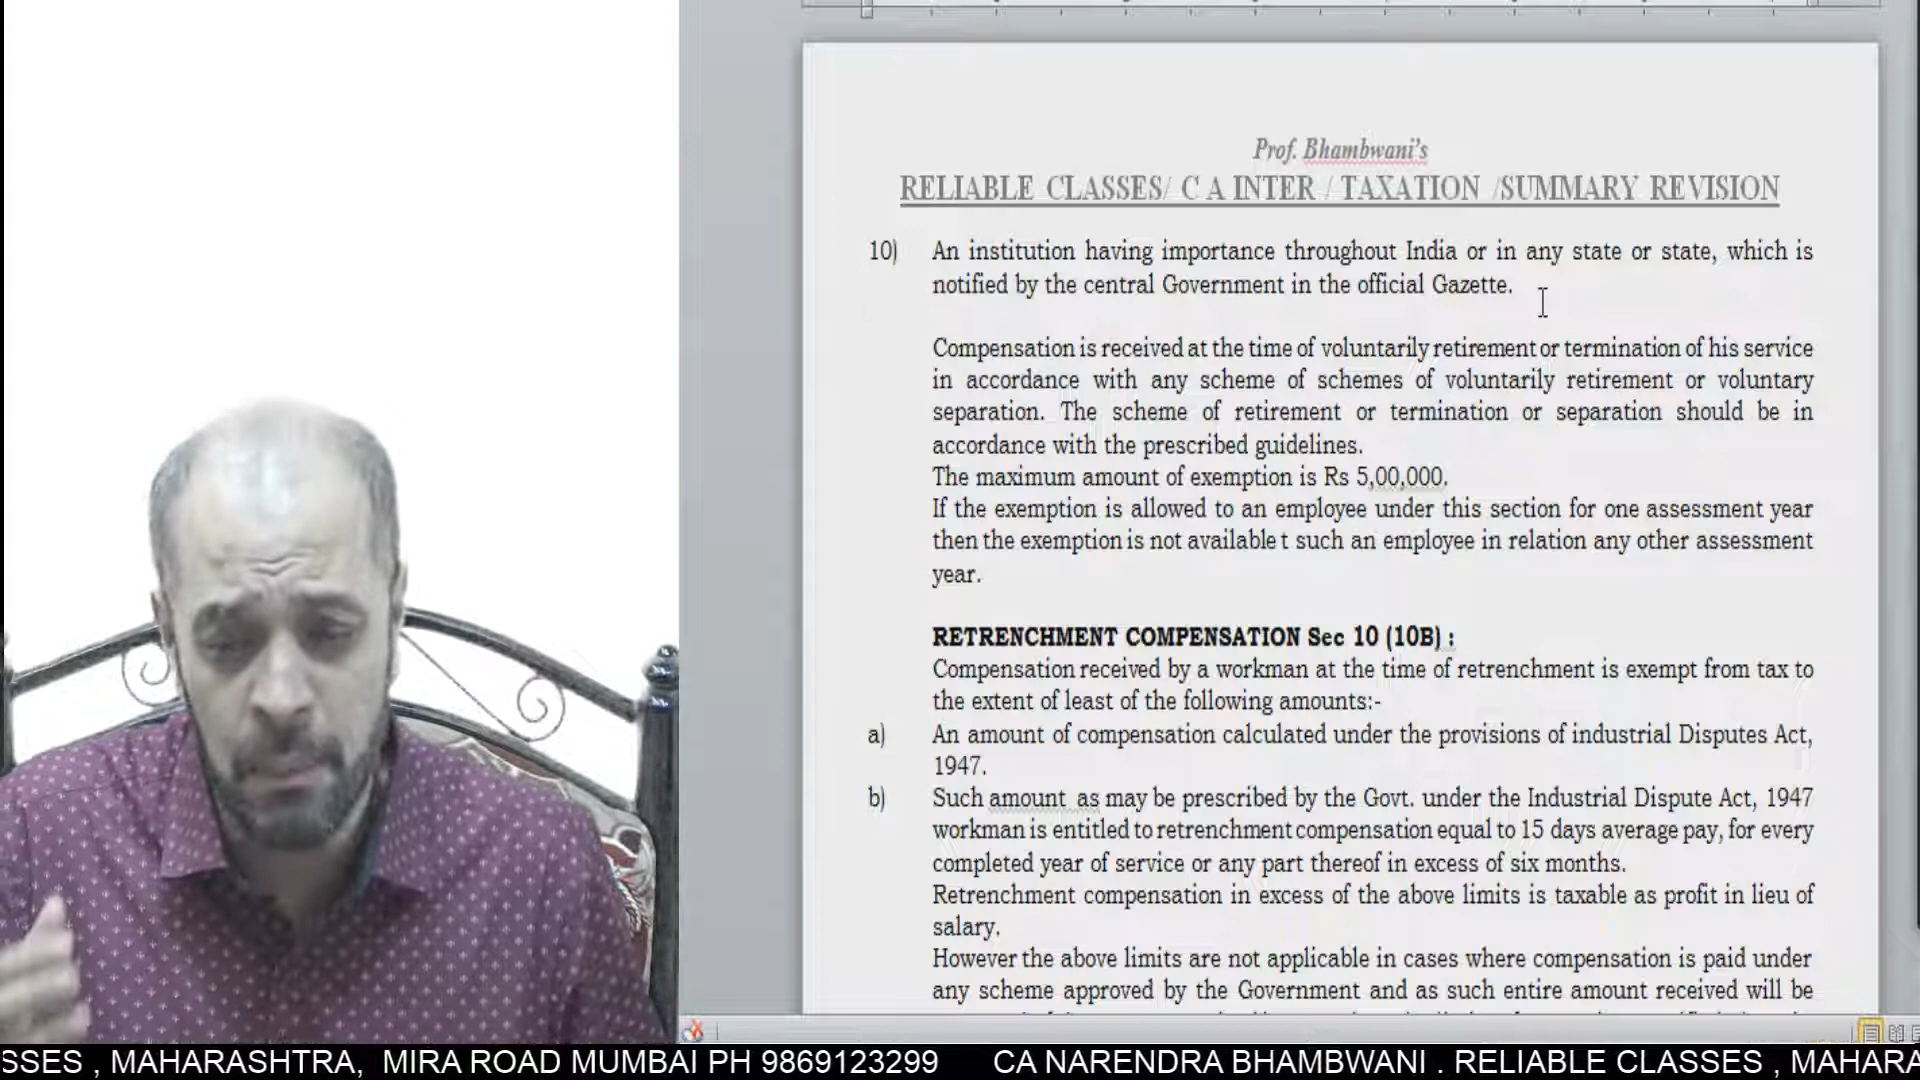 Prof. Bhambwani's
RELIABLE CLASSES/ C A INTER / TAXATION /SUMMARY REVISION
10) An institution having importance throughout India or in any state or state, which is
notified by the central Government in the official Gazette.
Compensation is received at the time of voluntarily retirement or termination of his service
in accordance with any scheme of schemes of voluntarily retirement or voluntary
separation. The scheme of retirement or termination or separation should be in
accordance with the prescribed guidelines.
The maximum amount of exemption is Rs 5,00,000.
If the exemption is allowed to an employee under this section for one assessment year
then the exemption is not available t such an employee in relation any other assessment
year.
RETRENCHMENT COMPENSATION Sec 10 (10B) :
Compensation received by a workman at the time of retrenchment is exempt from tax to
the extent of least of the following amounts:-
a) An amount of compensation calculated under the provisions of industrial Disputes Act,
1947.
b) Such amount as may be prescribed by the Govt. under the Industrial Dispute Act, 1947
workman is entitled to retrenchment compensation equal to 15 days average pay, for every
completed year of service or any part thereof in excess of six months.
Retrenchment compensation in excess of the above limits is taxable as profit in lieu of
salary.
However the above limits are not applicable in cases where compensation is paid under
any scheme approved by the Government and as such entire amount received will be
SSES , MAHARASHTRA, MIRA ROAD MUMBAI PH 9869123299 CA NARENDRA BHAMBWANI . RELIABLE CLASSES , MAHARA